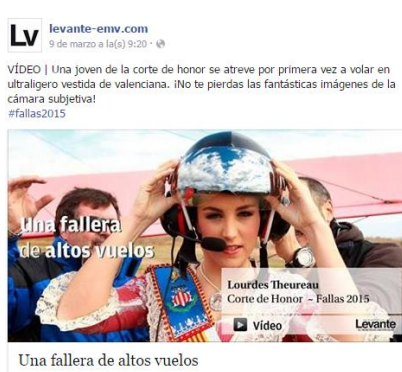 Lv levante-emv.com
9 de marzo a la(s) 9:20 ·
VÍDEO | Una joven de la corte de honor se atreve por primera vez a volar en
ultraligero vestida de valenciana. ¡No te pierdas las fantásticas imágenes de la
cámara subjetiva!
#fallas2015
Una fallera
de altos vuelos
Lourdes Theureau
Corte de Honor ~ Fallas 2015
Vídeo
Levante
Una fallera de altos vuelos